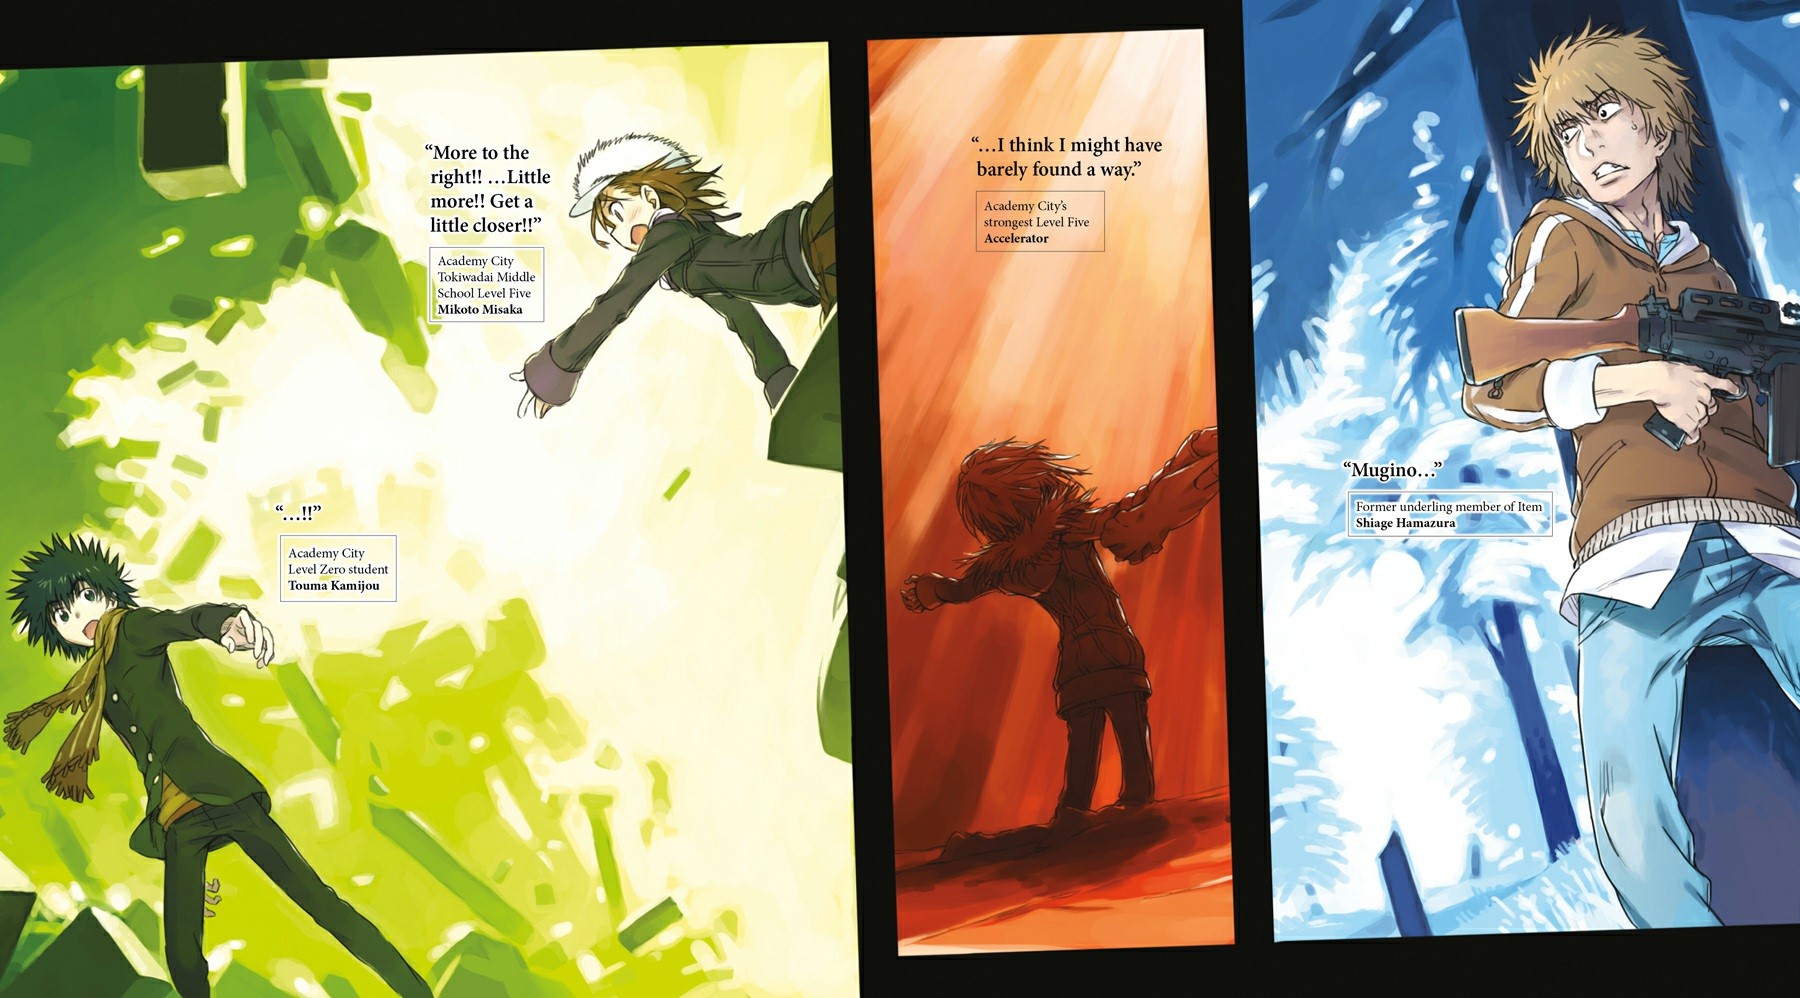 “More to the
right!! …Little
more!! Get a
little closer!!”
Academy City
Tokiwadai Middle
School Level Five
Mikoto Misaka
“…!!”
Academy City
Level Zero student
Touma Kamijou
“…I think I might have
barely found a way.”
Academy City’s
strongest Level Five
Accelerator
“Mugino…”
Former underling member of Item
Shiage Hamazura